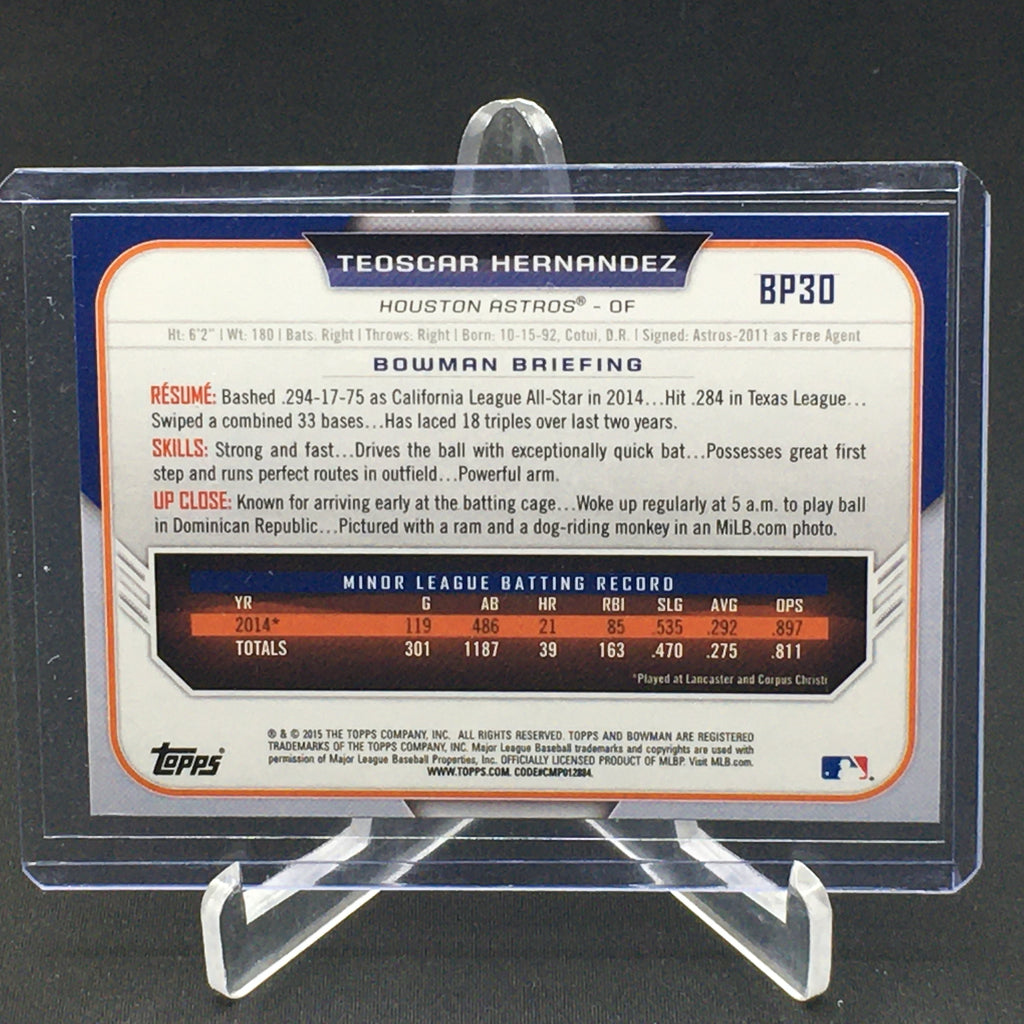 TEOSCAR HERNANDEZ
BP30
HOUSTON ASTROS® - OF
Ht: 6'2" | Wt: 180 | Bats: Right | Throws: Right | Born: 10-15-92, Cotui, D.R. | Signed: Astros-2011 as Free Agent
BOWMAN BRIEFING
RÉSUMÉ: Bashed .294-17-75 as California League All-Star in 2014...Hit .284 in Texas League...
Swiped a combined 33 bases...Has laced 18 triples over last two years.
SKILLS: Strong and fast...Drives the ball with exceptionally quick bat...Possesses great first
step and runs perfect routes in outfield...Powerful arm.
UP CLOSE: Known for arriving early at the batting cage...Woke up regularly at 5 a.m. to play ball
in Dominican Republic...Pictured with a ram and a dog-riding monkey in an MiLB.com photo.
MINOR LEAGUE BATTING RECORD
YR G AB HR RBI SLG AVG OPS
2014* 119 486 21 85 .535 .292 .897
TOTALS 301 1187 39 163 .470 .275 .811
*Played at Lancaster and Corpus Christi
® & © 2015 THE TOPPS COMPANY, INC. ALL RIGHTS RESERVED. TOPPS AND BOWMAN ARE REGISTERED
TRADEMARKS OF THE TOPPS COMPANY, INC. Major League Baseball trademarks and copyrights are used with
permission of Major League Baseball Properties, Inc. OFFICIALLY LICENSED PRODUCT OF MLBP. Visit MLB.com.
WWW.TOPPS.COM. CODE#CMP012884.
Topps®